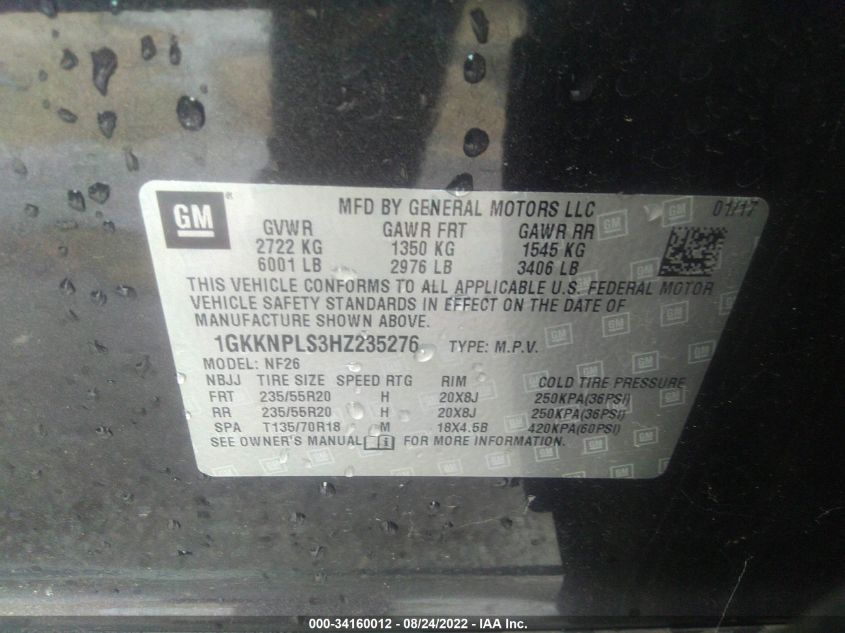 GM
MFD BY GENERAL MOTORS LLC 01/17
GVWR GAWR FRT GAWR RR
2722 KG 1350 KG 1545 KG
6001 LB 2976 LB 3406 LB
THIS VEHICLE CONFORMS TO ALL APPLICABLE U.S. FEDERAL MOTOR
VEHICLE SAFETY STANDARDS IN EFFECT ON THE DATE OF
MANUFACTURE SHOWN ABOVE.
1GKKNPLS3HZ235276 TYPE: M.P.V.
MODEL: NF26
NBJJ TIRE SIZE SPEED RTG RIM COLD TIRE PRESSURE
FRT 235/55R20 H 20X8J 250KPA(36PSI)
RR 235/55R20 H 20X8J 250KPA(36PSI)
SPA T135/70R18 M 18X4.5B 420KPA(60PSI)
SEE OWNER'S MANUAL i FOR MORE INFORMATION.
000-34160012 - 08/24/2022 - IAA Inc.